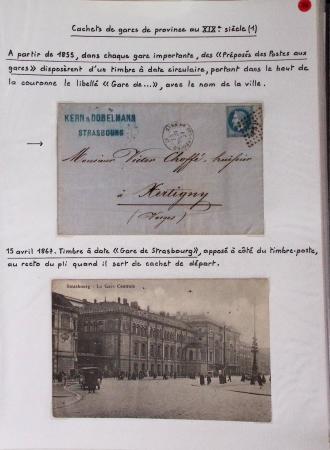 Cachets de gares de province au XIXe siècle (1)
A partir de 1855, dans chaque gare importante, des «Préposés des Postes aux
gares» disposèrent d'un timbre à date circulaire, portant dans le haut de
la couronne le libellé «Gare de...», avec le nom de la ville.
KERN & DOBELMANN
STRASBOURG
Monsieur Victor Choffé,
à Xertigny
(Vosges)
15 avril 1867. Timbre à date «Gare de Strasbourg», apposé à côté du timbre-poste,
au recto du pli quand il sert de cachet de départ.
Strasbourg - La Gare Centrale